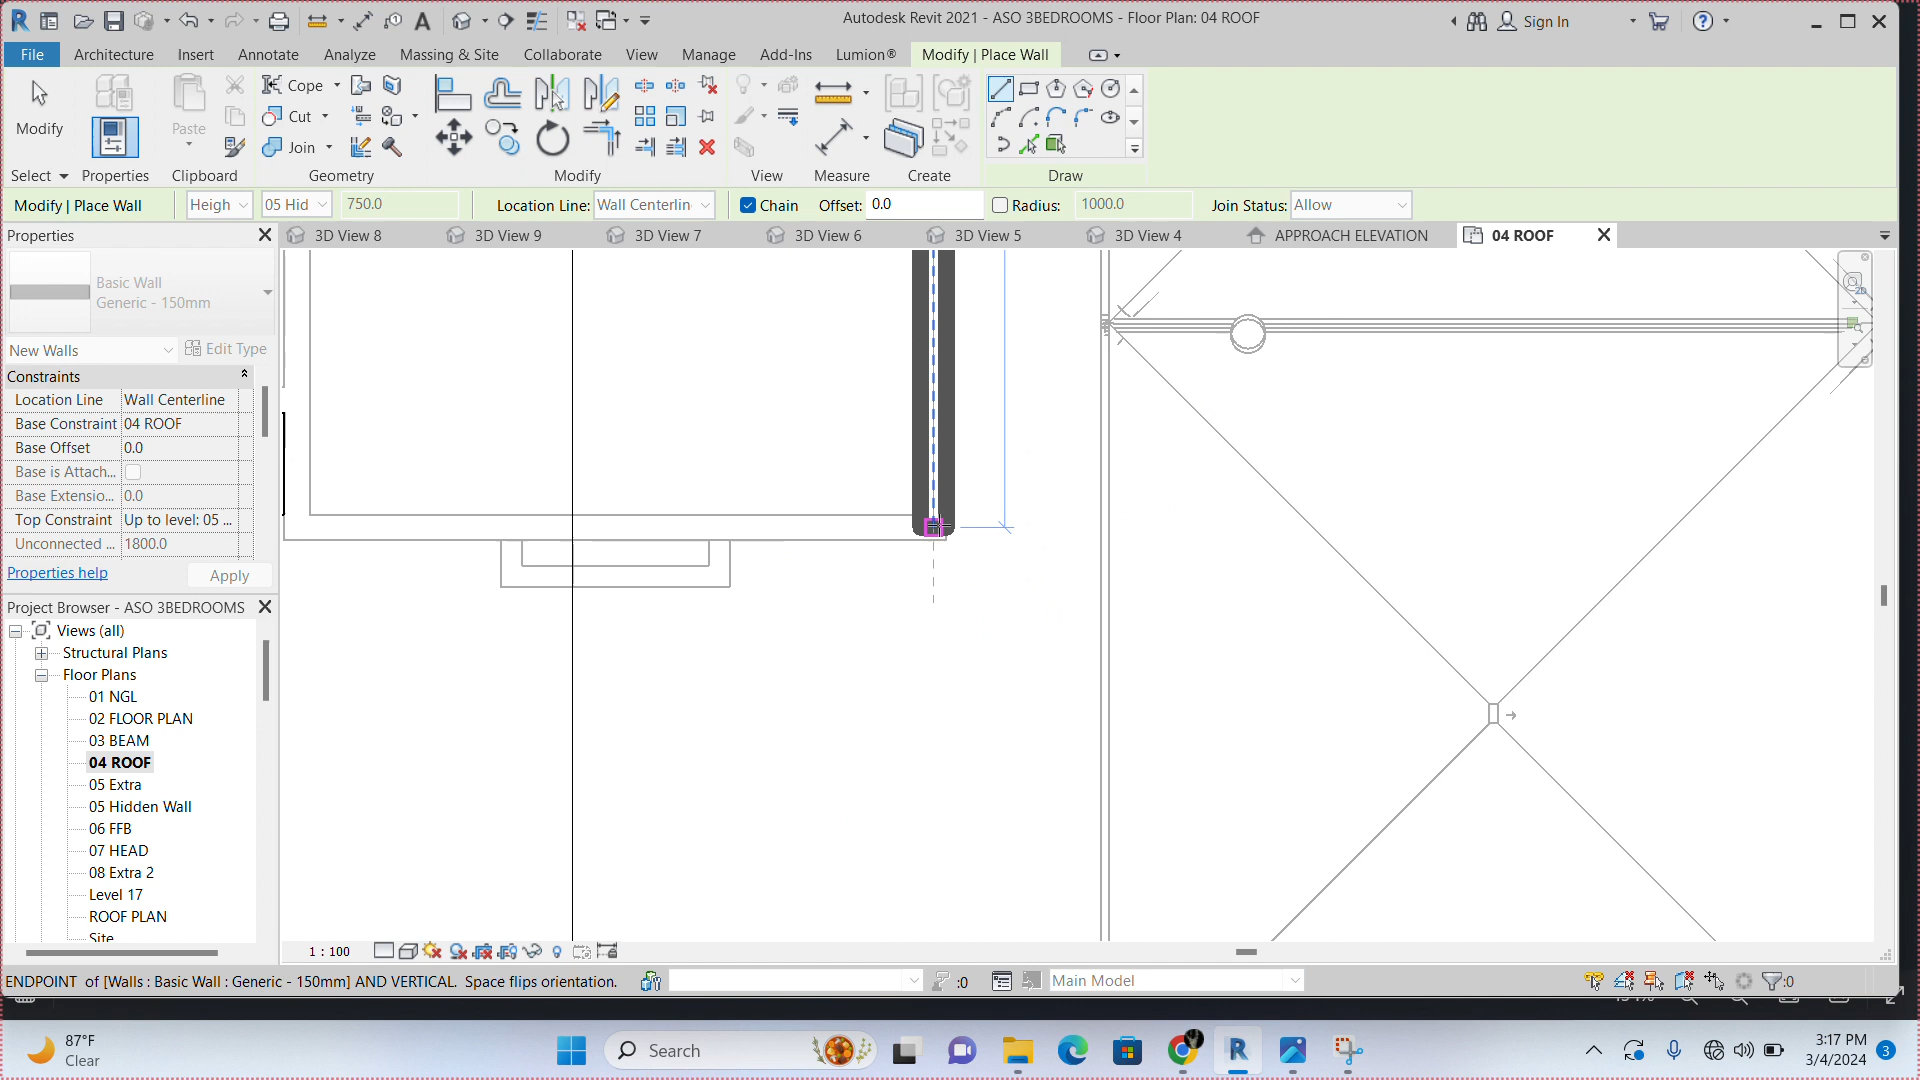 Autodesk Revit 2021 - ASO 3BEDROOMS - Floor Plan: 04 ROOF
Sign In
File Architecture Insert Annotate Analyze Massing & Site Collaborate View Manage Add-Ins Lumion® Modify | Place Wall
Modify
Paste
Cope
Cut
Join
Select Properties Clipboard Geometry Modify View Measure Create Draw
Modify | Place Wall Heigh 05 Hid 750.0 Location Line: Wall Centerlin Chain Offset: 0.0 Radius: 1000.0 Join Status: Allow
Properties
3D View 8 3D View 9 3D View 7 3D View 6 3D View 5 3D View 4 APPROACH ELEVATION 04 ROOF
Basic Wall
Generic - 150mm
New Walls Edit Type
Constraints
Location Line Wall Centerline
Base Constraint 04 ROOF
Base Offset 0.0
Base is Attach...
Base Extensio... 0.0
Top Constraint Up to level: 05 ...
Unconnected ... 1800.0
Properties help Apply
Project Browser - ASO 3BEDROOMS
Views (all)
Structural Plans
Floor Plans
01 NGL
02 FLOOR PLAN
03 BEAM
04 ROOF
05 Extra
05 Hidden Wall
06 FFB
07 HEAD
08 Extra 2
Level 17
ROOF PLAN
Site
2D
1 : 100
ENDPOINT of [Walls : Basic Wall : Generic - 150mm] AND VERTICAL. Space flips orientation.
:0
Main Model
:0
87°F
Clear
Search
3:17 PM
3/4/2024
3